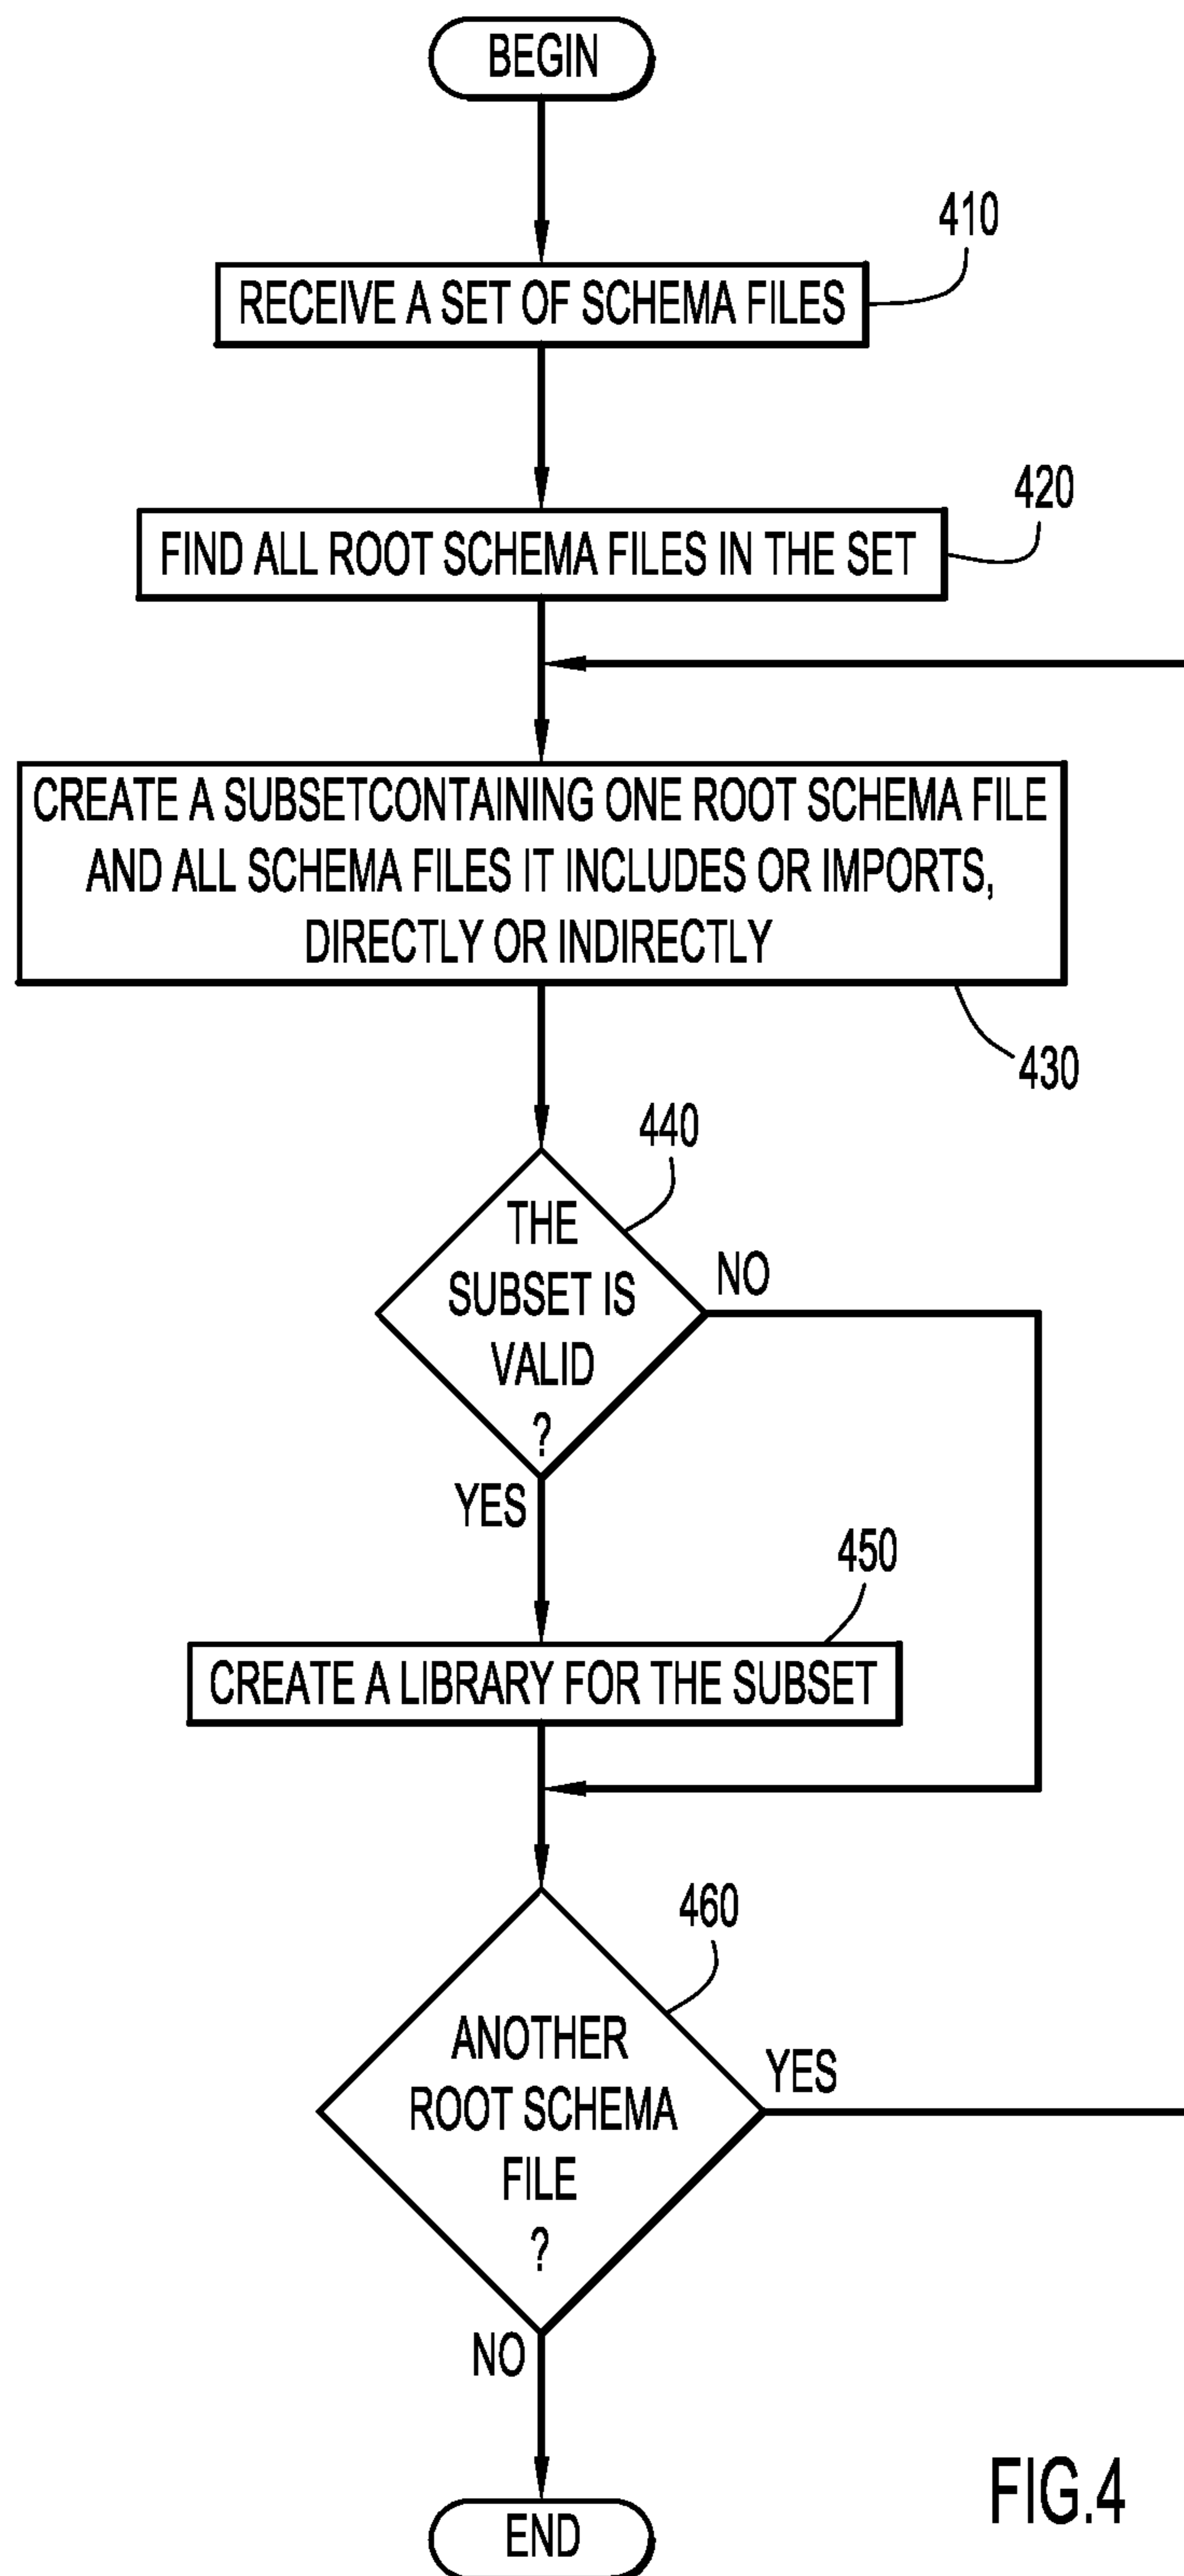 BEGIN
410
RECEIVE A SET OF SCHEMA FILES
420
FIND ALL ROOT SCHEMA FILES IN THE SET
CREATE A SUBSETCONTAINING ONE ROOT SCHEMA FILE
AND ALL SCHEMA FILES IT INCLUDES OR IMPORTS,
DIRECTLY OR INDIRECTLY
430
440
THE
SUBSET IS
VALID
?
NO
YES
450
CREATE A LIBRARY FOR THE SUBSET
460
ANOTHER
ROOT SCHEMA
FILE
?
YES
NO
END
FIG.4